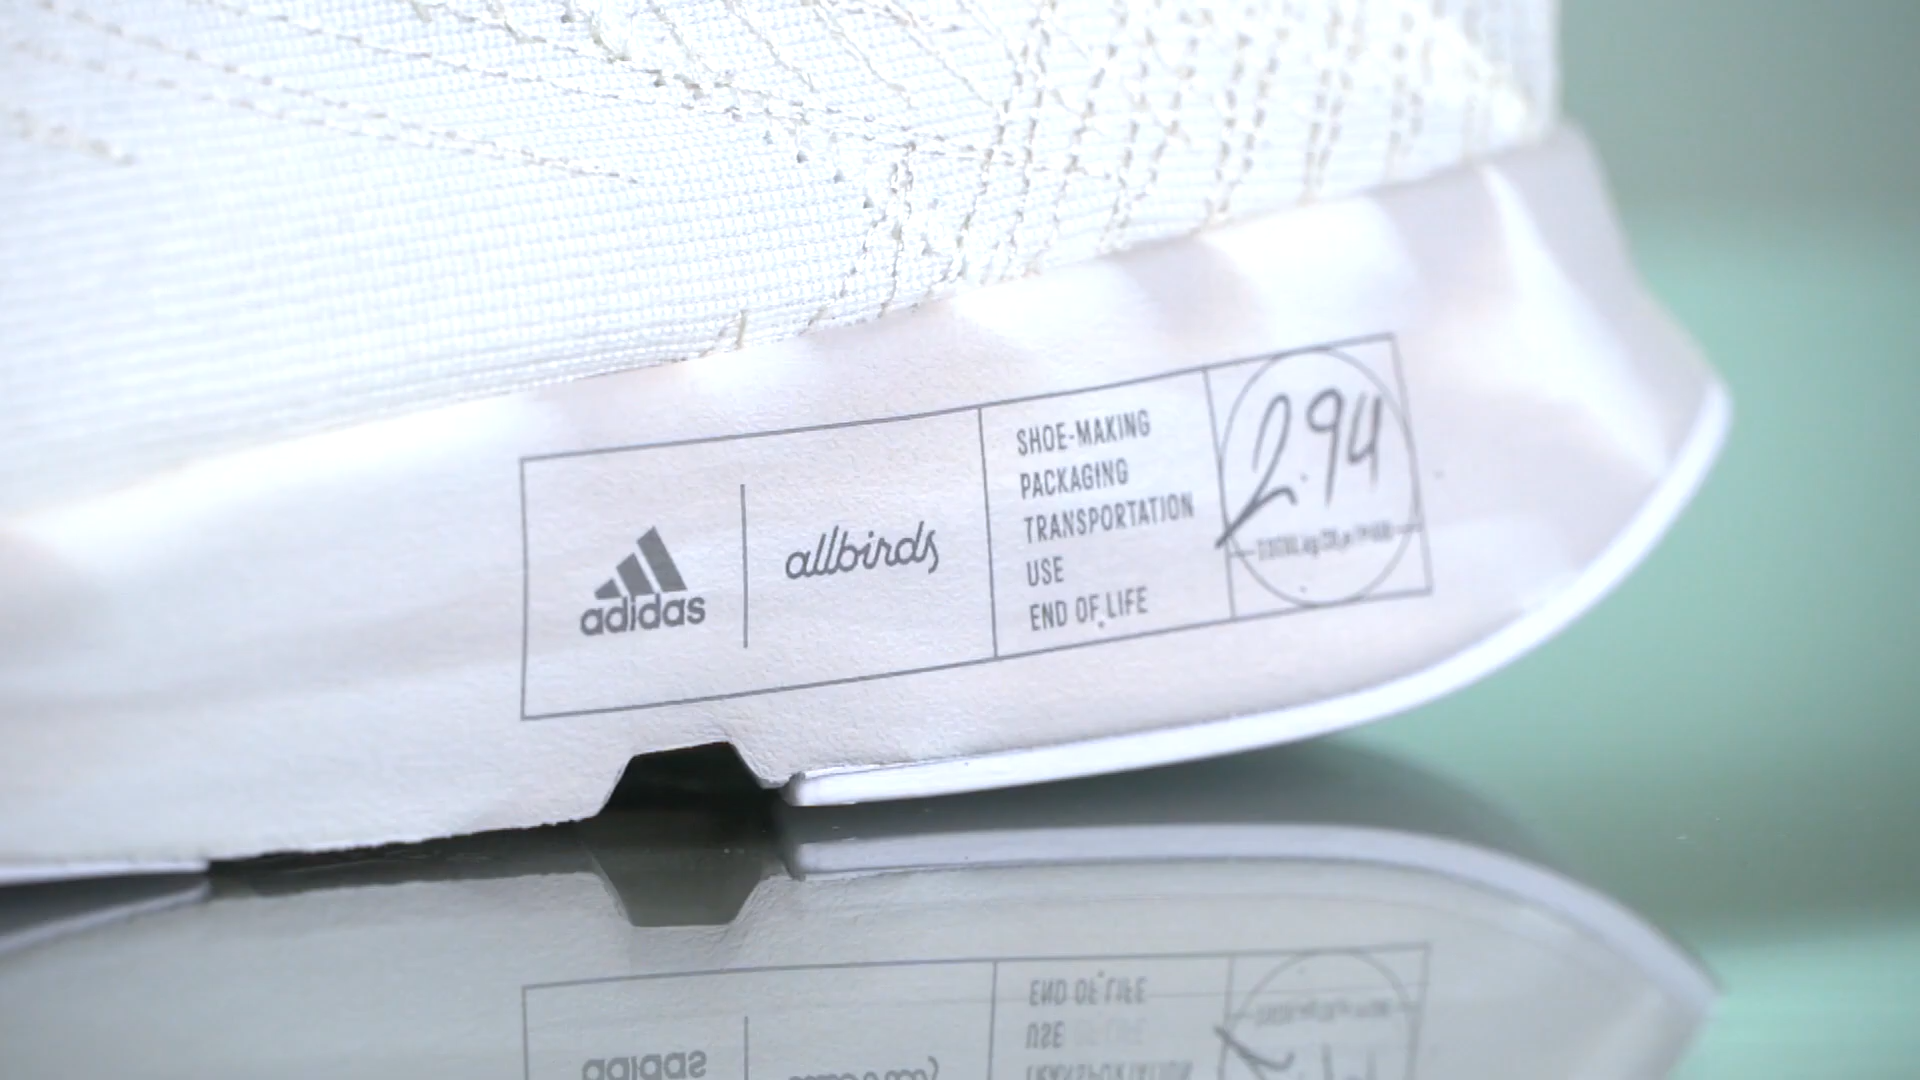 adidas
allbirds
SHOE-MAKING
PACKAGING
TRANSPORTATION
USE
END OF LIFE
2.94